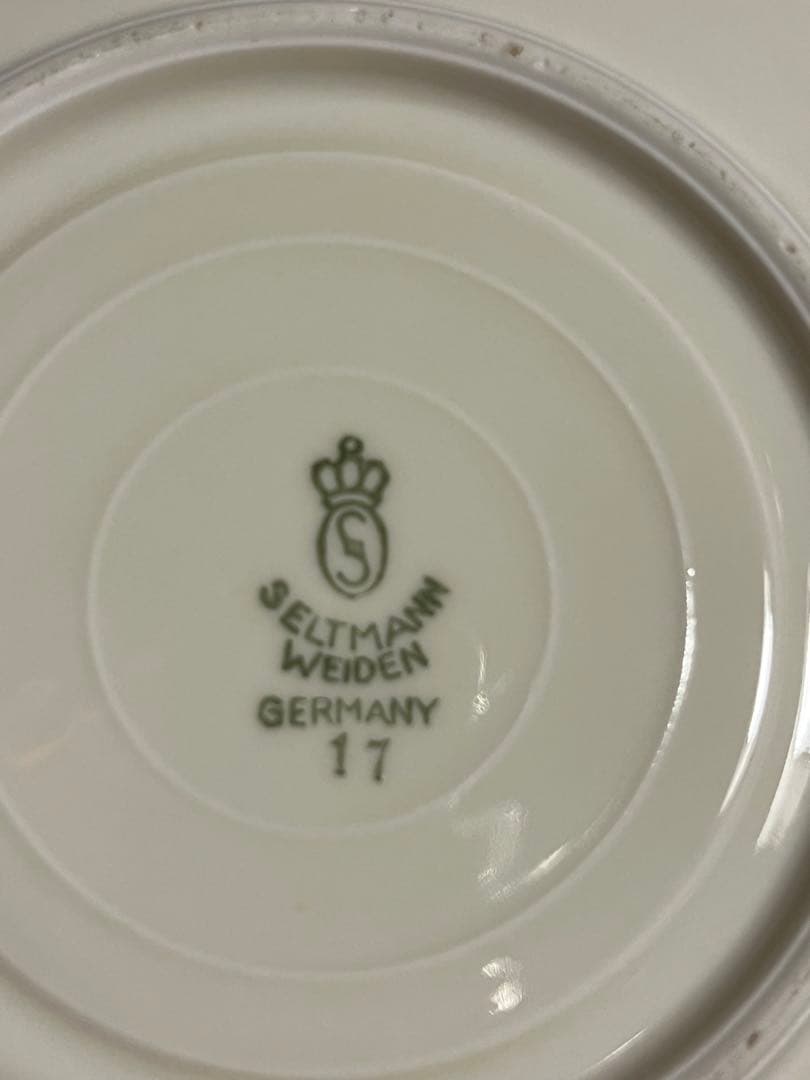 S
SELTMANN
WEIDEN
GERMANY
17